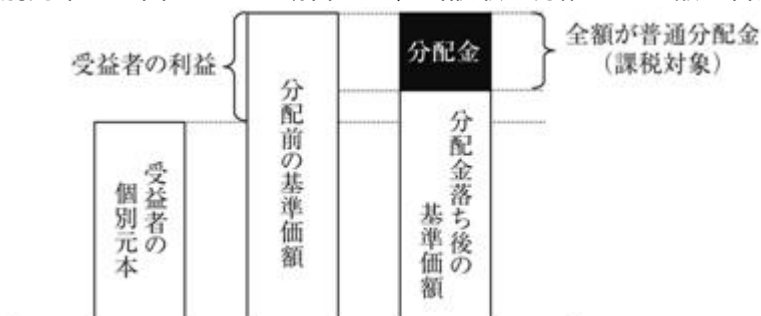 受益者の利益
分配金
全額が普通分配金
(課税対象)
受益者の
個別元本
分配前の基準価額
分配金落ち後の
基準価額